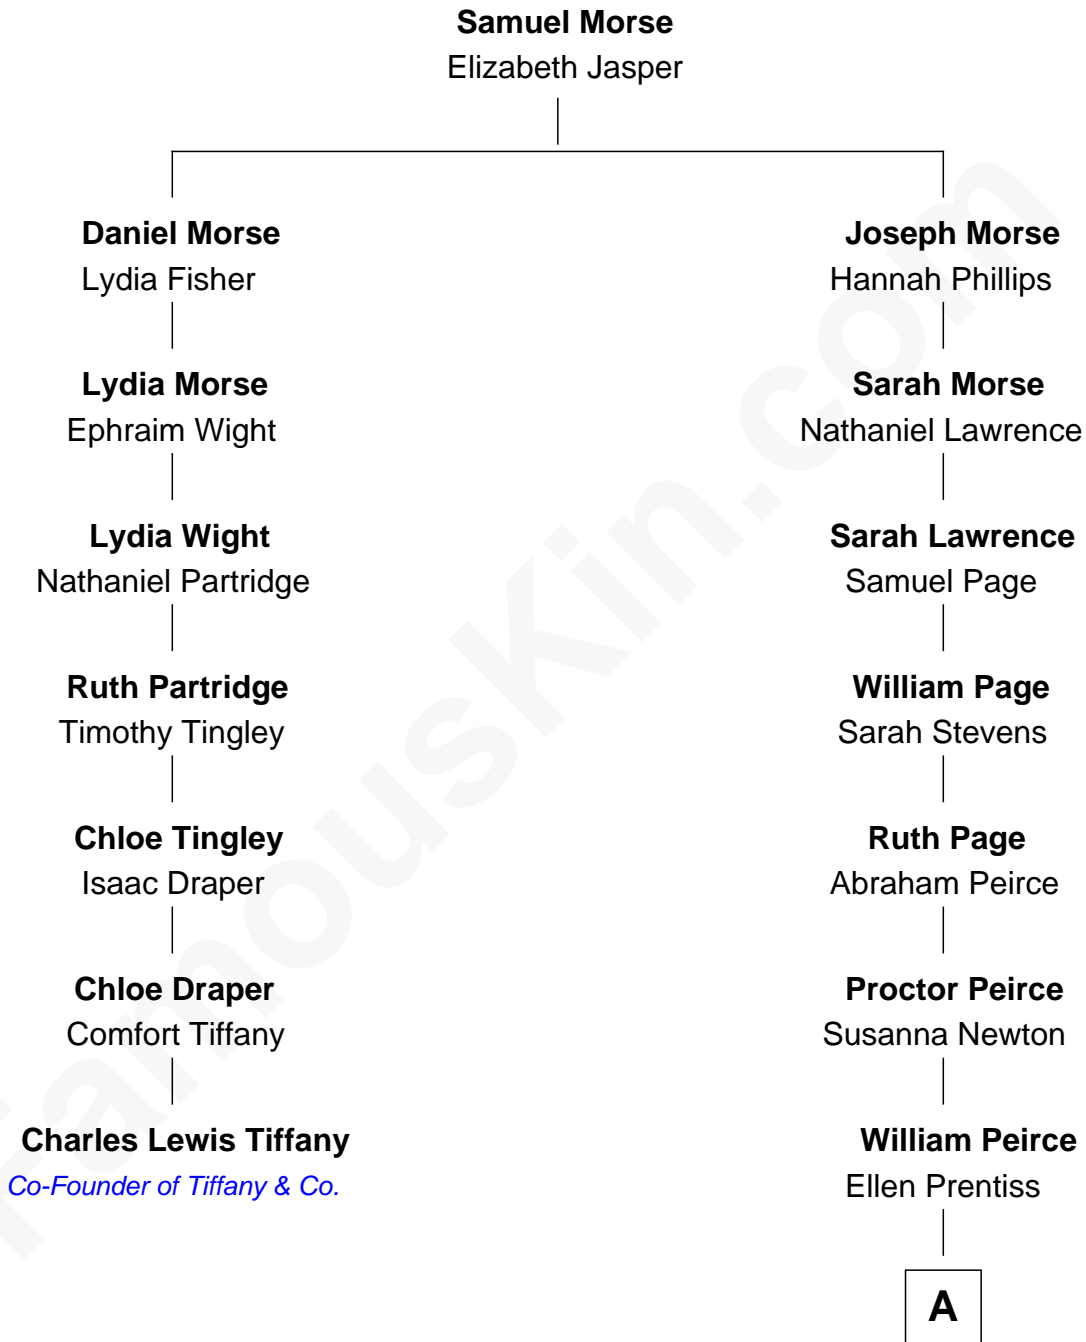 Samuel Morse
Elizabeth Jasper
Daniel Morse
Lydia Fisher
Joseph Morse
Hannah Phillips
Lydia Morse
Ephraim Wight
Sarah Morse
Nathaniel Lawrence
Lydia Wight
Nathaniel Partridge
Sarah Lawrence
Samuel Page
Ruth Partridge
Timothy Tingley
William Page
Sarah Stevens
Chloe Tingley
Isaac Draper
Ruth Page
Abraham Peirce
Chloe Draper
Comfort Tiffany
Proctor Peirce
Susanna Newton
Charles Lewis Tiffany
Co-Founder of Tiffany & Co.
William Peirce
Ellen Prentiss
A
FamousKin.com